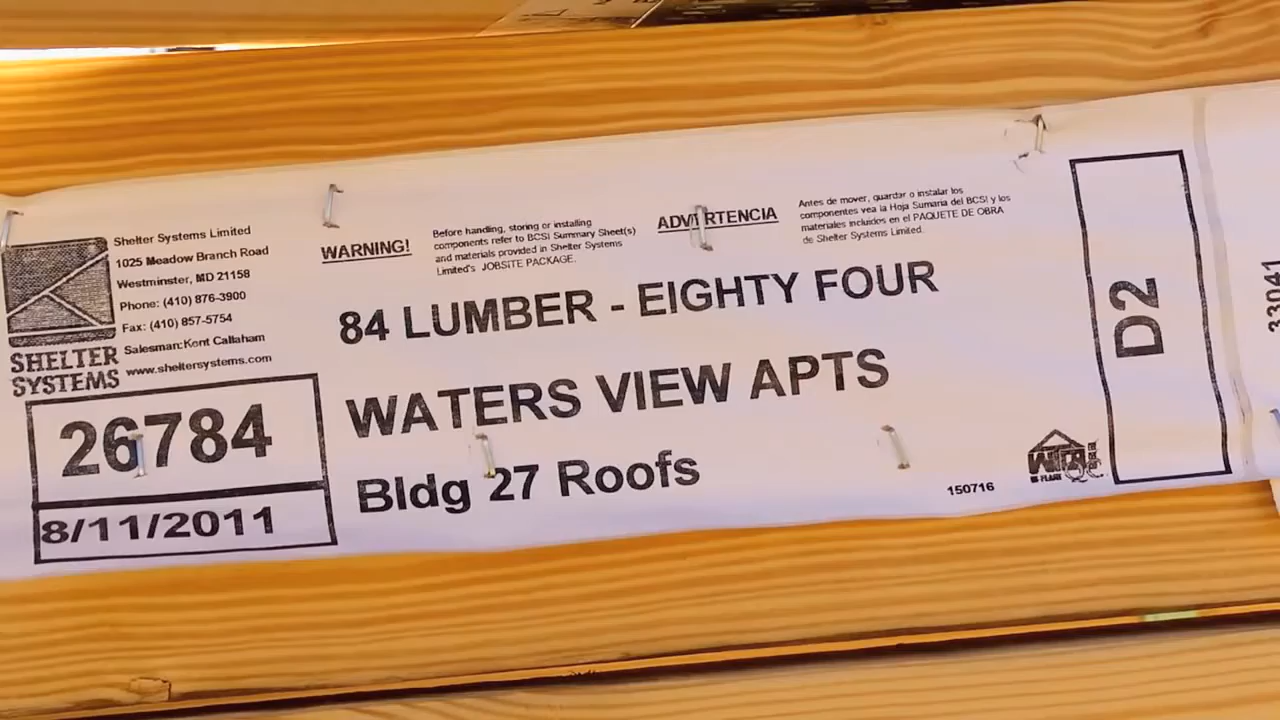 Shelter Systems Limited
1025 Meadow Branch Road
Westminster, MD 21158
Phone: (410) 876-3900
Fax: (410) 857-5754
Salesman:Kent Callaham
www.sheltersystems.com
SHELTER
SYSTEMS
26784
8/11/2011
WARNING!
Before handling, storing or installing
components refer to BCSI Summary Sheet(s)
and materials provided in Shelter Systems
Limited's JOBSITE PACKAGE.
ADVERTENCIA
Antes de mover, guardar o instalar los
componentes vea la Hoja Sumaria del BCSI y los
materiales incluidos en el PAQUETE DE OBRA
de Shelter Systems Limited.
84 LUMBER - EIGHTY FOUR
WATERS VIEW APTS
Bldg 27 Roofs
150716
WTCA
QC
D2